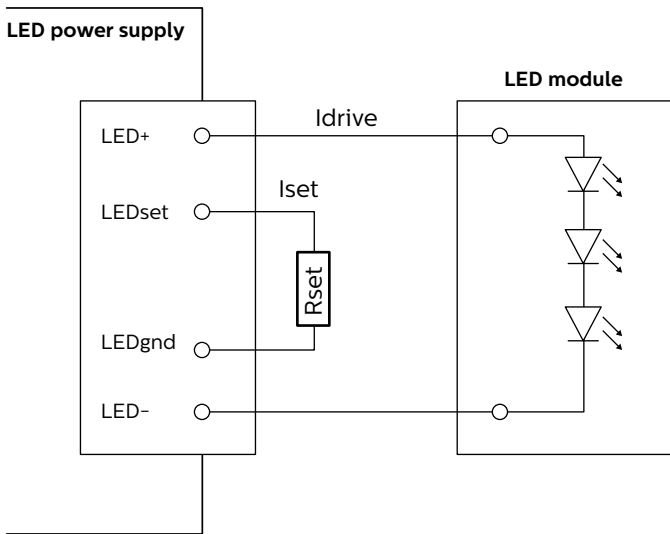 LED power supply
LED module
Idrive
LED+
Iset
LEDset
Rset
LEDgnd
LED-